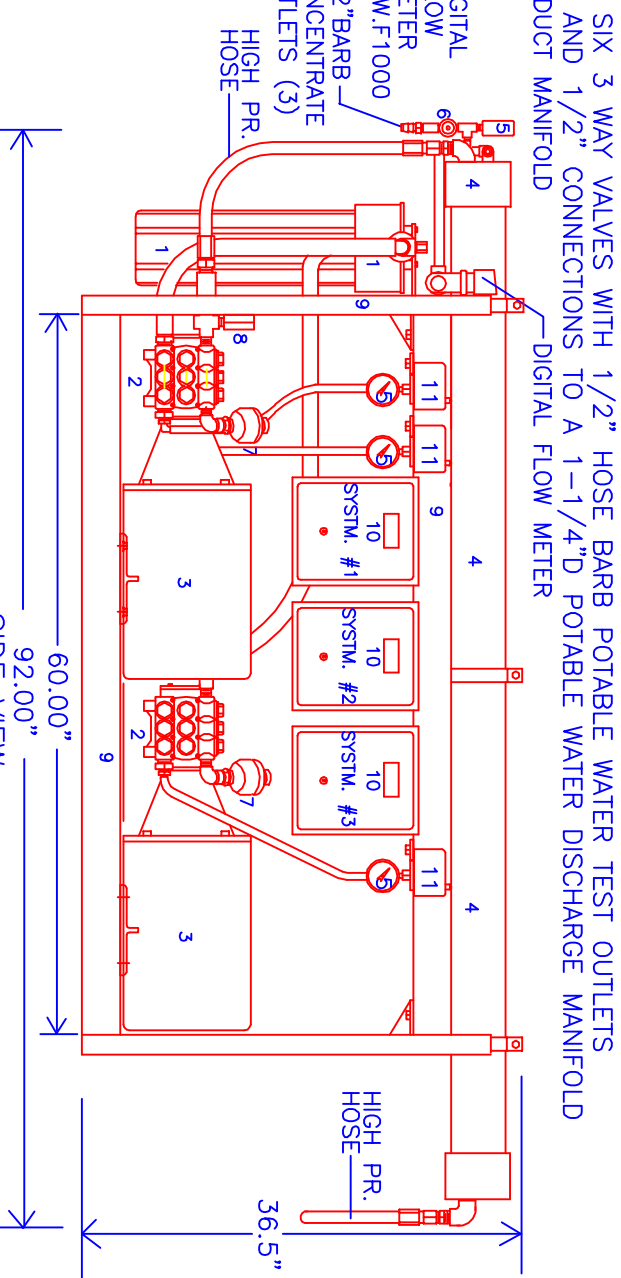 SIX 3 WAY VALVES WITH 1/2" HOSE BARB POTABLE WATER TEST OUTLETS
AND 1/2" CONNECTIONS TO A 1-1/4"D POTABLE WATER DISCHARGE MANIFOLD
DUCT MANIFOLD
DIGITAL FLOW METER
GITAL
LOW
ETER
W.F1000
2"BARB
NCENTRATE
TLETS (3)
HIGH PR.
HOSE
5
6
4
4
4
1
1
9
8
2
7
5
11
5
11
9
3
SYSTM. #1
10
SYSTM. #2
10
SYSTM. #3
10
2
7
9
5
11
3
HIGH PR.
HOSE
36.5"
60.00"
92.00"
SIDE VIEW